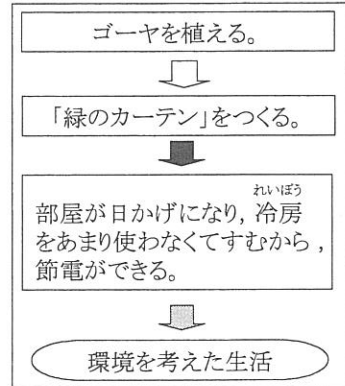 ゴーヤを植える。
「緑のカーテン」をつくる。
れいぼう
部屋が日かげになり，冷房
をあまり使わなくてすむから，
節電ができる。
環境を考えた生活